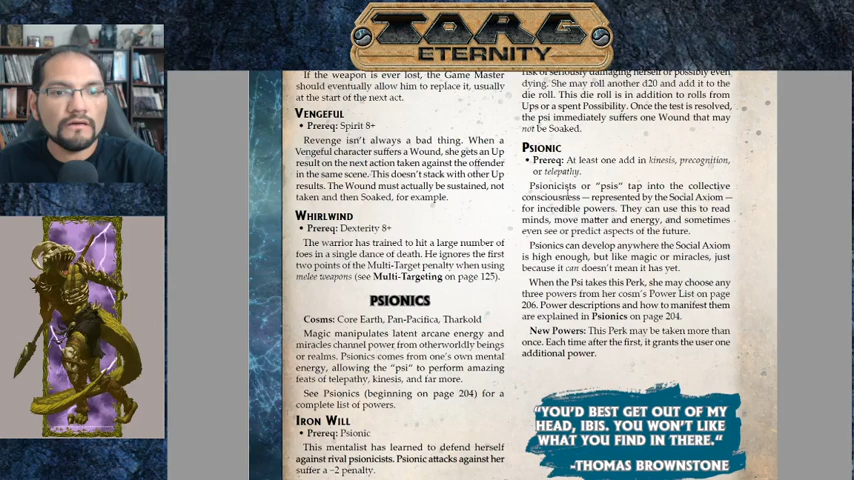 TORG
ETERNITY
If the weapon is ever lost, the Game Master
should eventually allow him to replace it, usually
at the start of the next act.
VENGEFUL
• Prereq: Spirit 8+
Revenge isn't always a bad thing. When a
Vengeful character suffers a Wound, she gets an Up
result on the next action taken against the offender
in the same scene. This doesn't stack with other Up
results. The Wound must actually be sustained, not
taken and then Soaked, for example.
WHIRLWIND
• Prereq: Dexterity 8+
The warrior has trained to hit a large number of
foes in a single dance of death. He ignores the first
two points of the Multi-Target penalty when using
melee weapons (see Multi-Targeting on page 125).
PSIONICS
Cosms: Core Earth, Pan-Pacifica, Tharkold
Magic manipulates latent arcane energy and
miracles channel power from otherworldly beings
or realms. Psionics comes from one's own mental
energy, allowing the "psi" to perform amazing
feats of telepathy, kinesis, and far more.
See Psionics (beginning on page 204) for a
complete list of powers.
IRON WILL
• Prereq: Psionic
This mentalist has learned to defend herself
against rival psionicists. Psionic attacks against her
suffer a –2 penalty.
risk of seriously damaging herself or possibly even
dying. She may roll another d20 and add it to the
die roll. This die roll is in addition to rolls from
Ups or a spent Possibility. Once the test is resolved,
the psi immediately suffers one Wound that may
not be Soaked.
PSIONIC
• Prereq: At least one add in kinesis, precognition,
or telepathy.
Psionicists or "psis" tap into the collective
consciousness — represented by the Social Axiom —
for incredible powers. They can use this to read
minds, move matter and energy, and sometimes
even see or predict aspects of the future.
Psionics can develop anywhere the Social Axiom
is high enough, but like magic or miracles, just
because it can doesn't mean it has yet.
When the Psi takes this Perk, she may choose any
three powers from her cosm's Power List on page
206. Power descriptions and how to manifest them
are explained in Psionics on page 204.
New Powers: This Perk may be taken more than
once. Each time after the first, it grants the user one
additional power.
"YOU'D BEST GET OUT OF MY
HEAD, IBIS. YOU WON'T LIKE
WHAT YOU FIND IN THERE."
-THOMAS BROWNSTONE